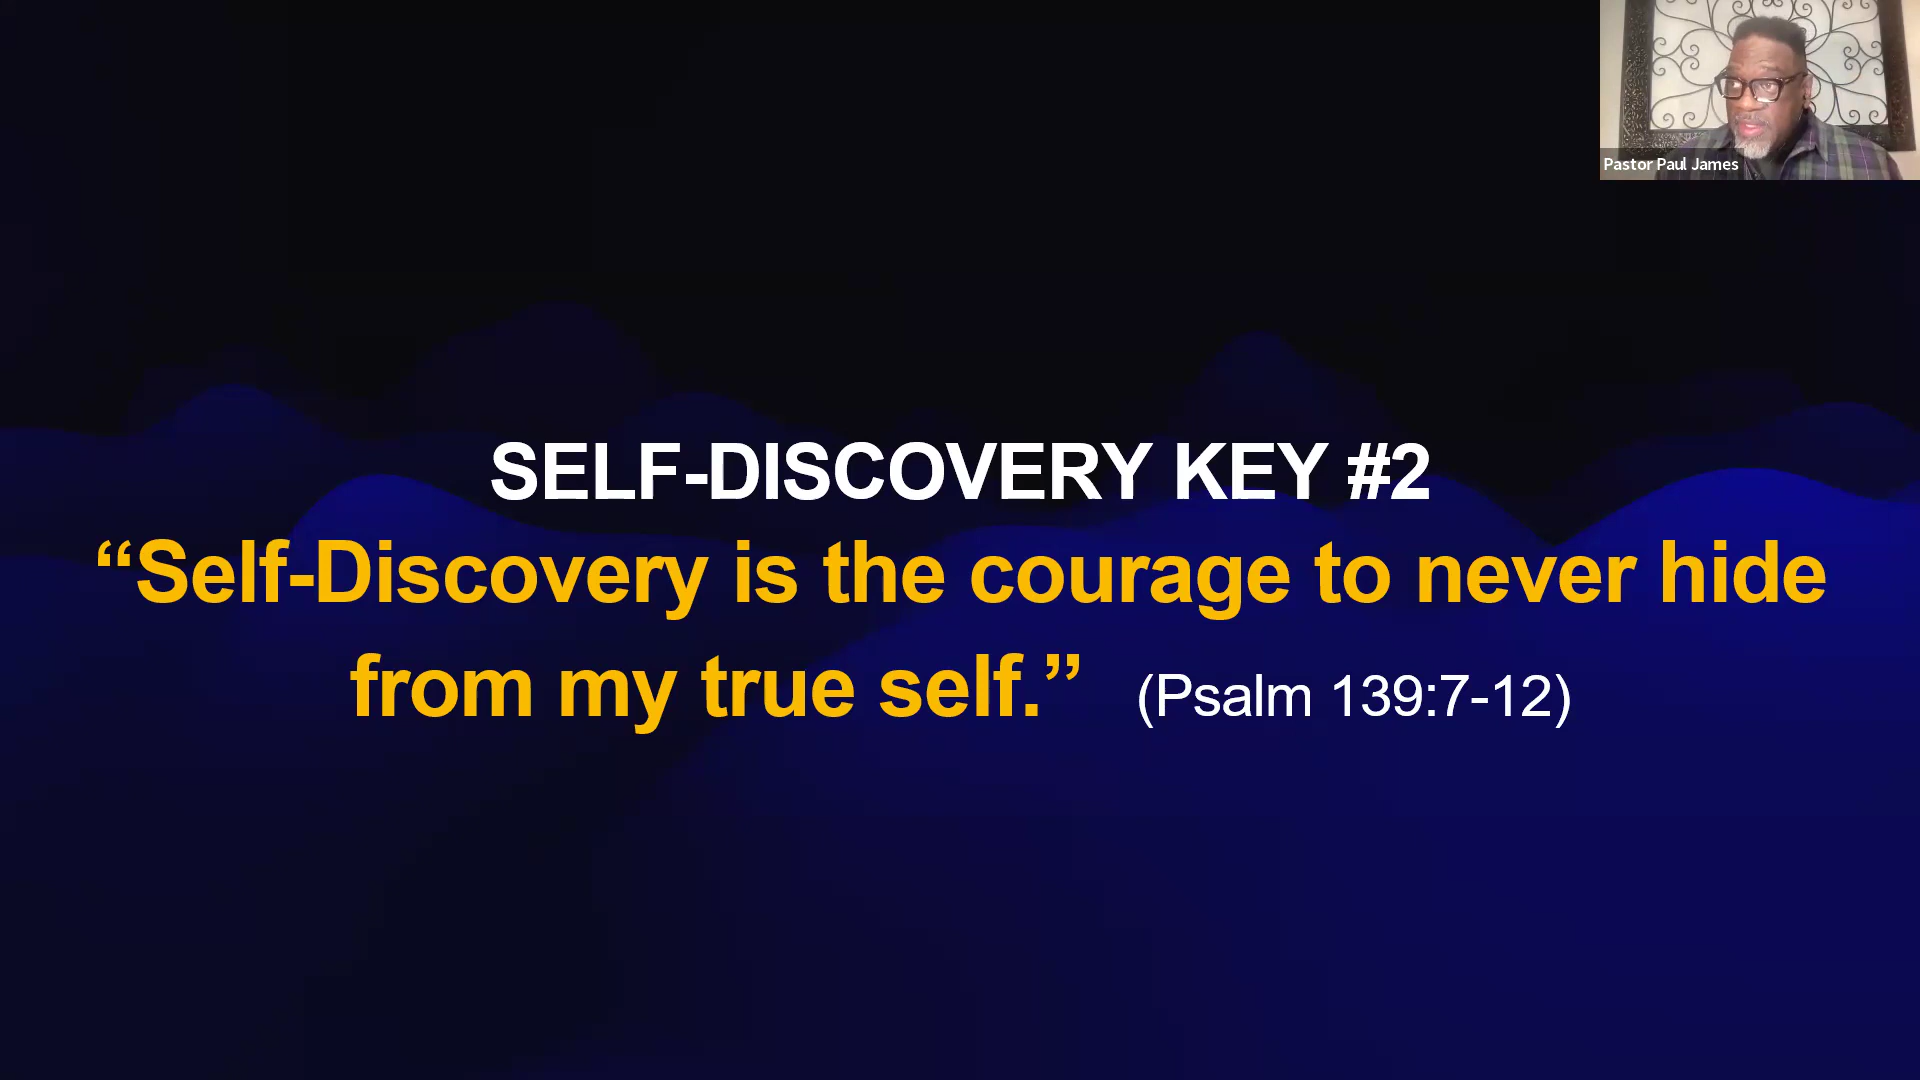 Pastor Paul James
SELF-DISCOVERY KEY #2
“Self-Discovery is the courage to never hide
from my true self.” (Psalm 139:7-12)